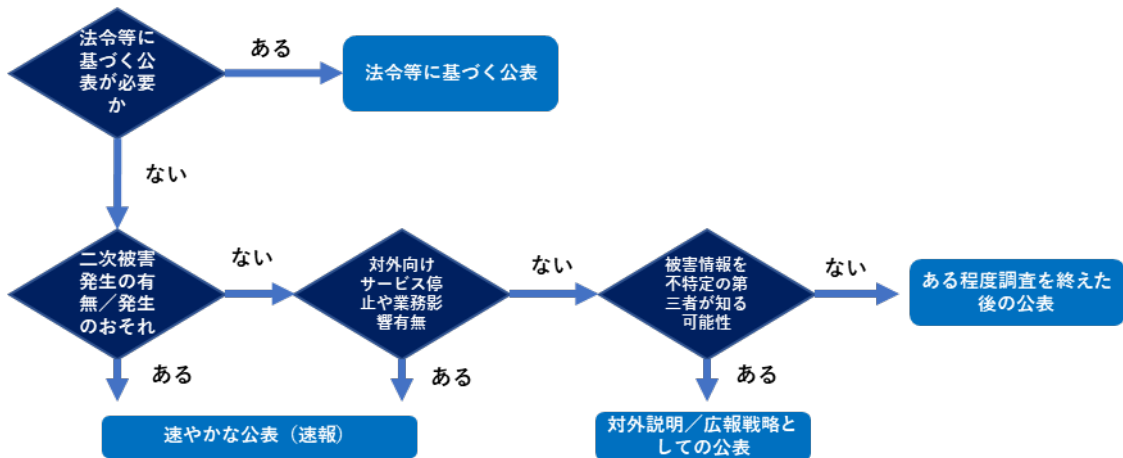 法令等に
基づく公
表が必要
か
ある
法令等に基づく公表
ない
二次被害
発生の有
無／発生
のおそれ
ない
対外向け
サービス停
止や業務影
響有無
ない
被害情報を
不特定の第
三者が知る
可能性
ない
ある程度調査を終えた
後の公表
ある
ある
ある
速やかな公表（速報）
対外説明／広報戦略と
しての公表